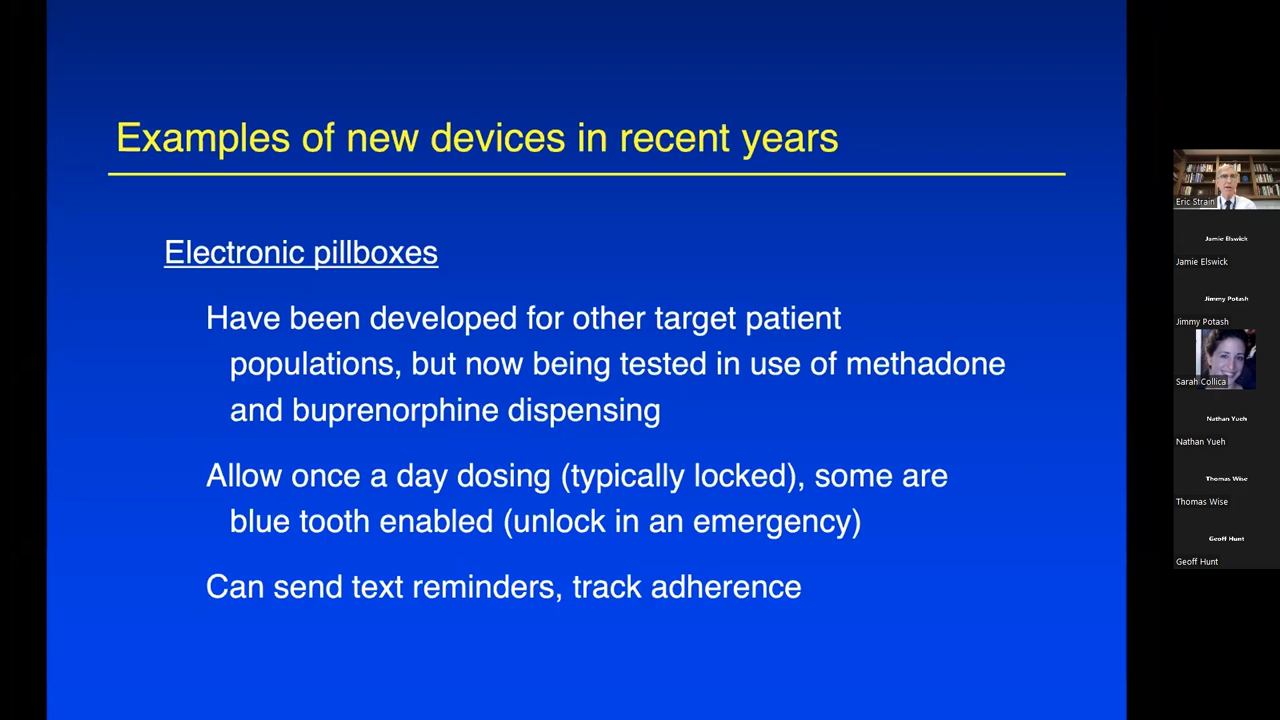 Examples of new devices in recent years
Electronic pillboxes
Have been developed for other target patient
populations, but now being tested in use of methadone
and buprenorphine dispensing
Allow once a day dosing (typically locked), some are
blue tooth enabled (unlock in an emergency)
Can send text reminders, track adherence
Eric Strain
Jamie Elswick
Jamie Elswick
Jimmy Potash
Jimmy Potash
Sarah Collica
Nathan Yueh
Nathan Yueh
Thomas Wise
Thomas Wise
Geoff Hunt
Geoff Hunt